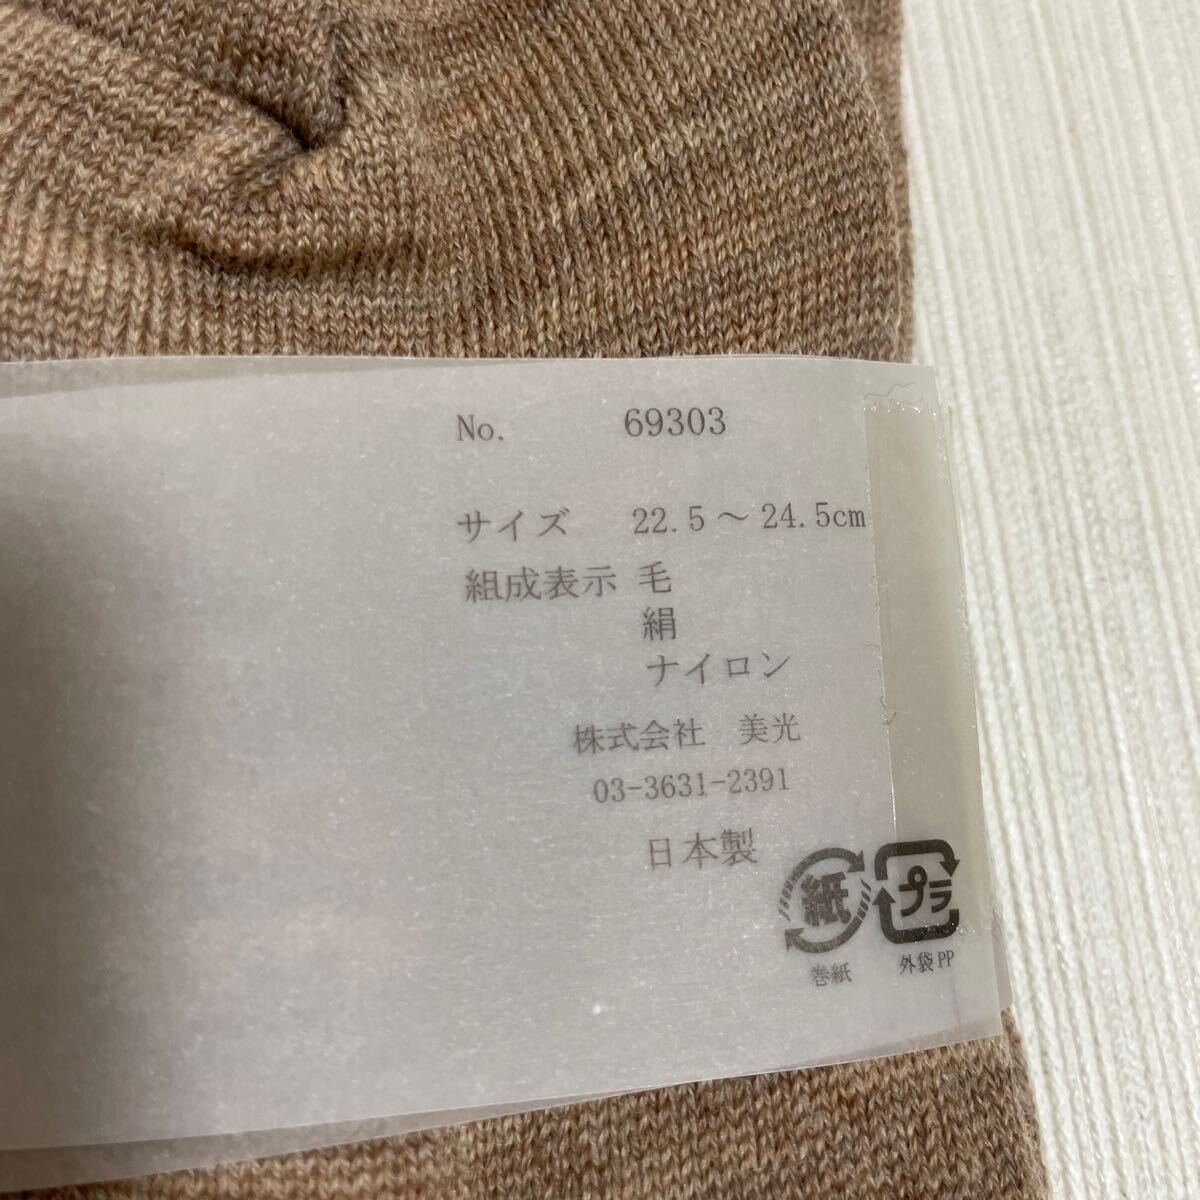 No. 69303
サイズ 22.5～24.5cm
組成表示 毛
絹
ナイロン
株式会社 美光
03-3631-2391
日本製
紙 プラ
巻紙 外袋PP